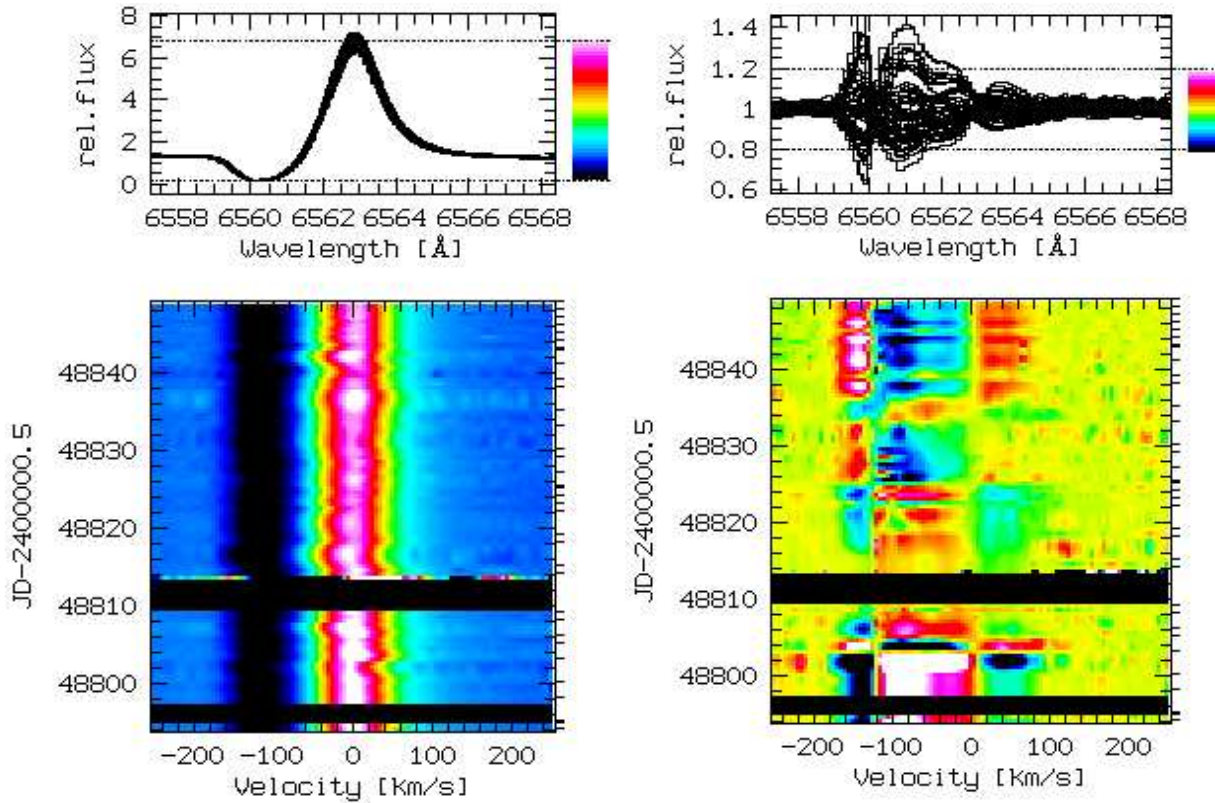 rel.flux
8
6
4
2
0
6558 6560 6562 6564 6566 6568
Wavelength [Å]
rel.flux
1.4
1.2
1
0.8
0.6
6558 6560 6562 6564 6566 6568
Wavelength [Å]
JD-2400000.5
48840
48830
48820
48810
48800
-200 -100 0 100 200
Velocity [km/s]
JD-2400000.5
48840
48830
48820
48810
48800
-200 -100 0 100 200
Velocity [km/s]